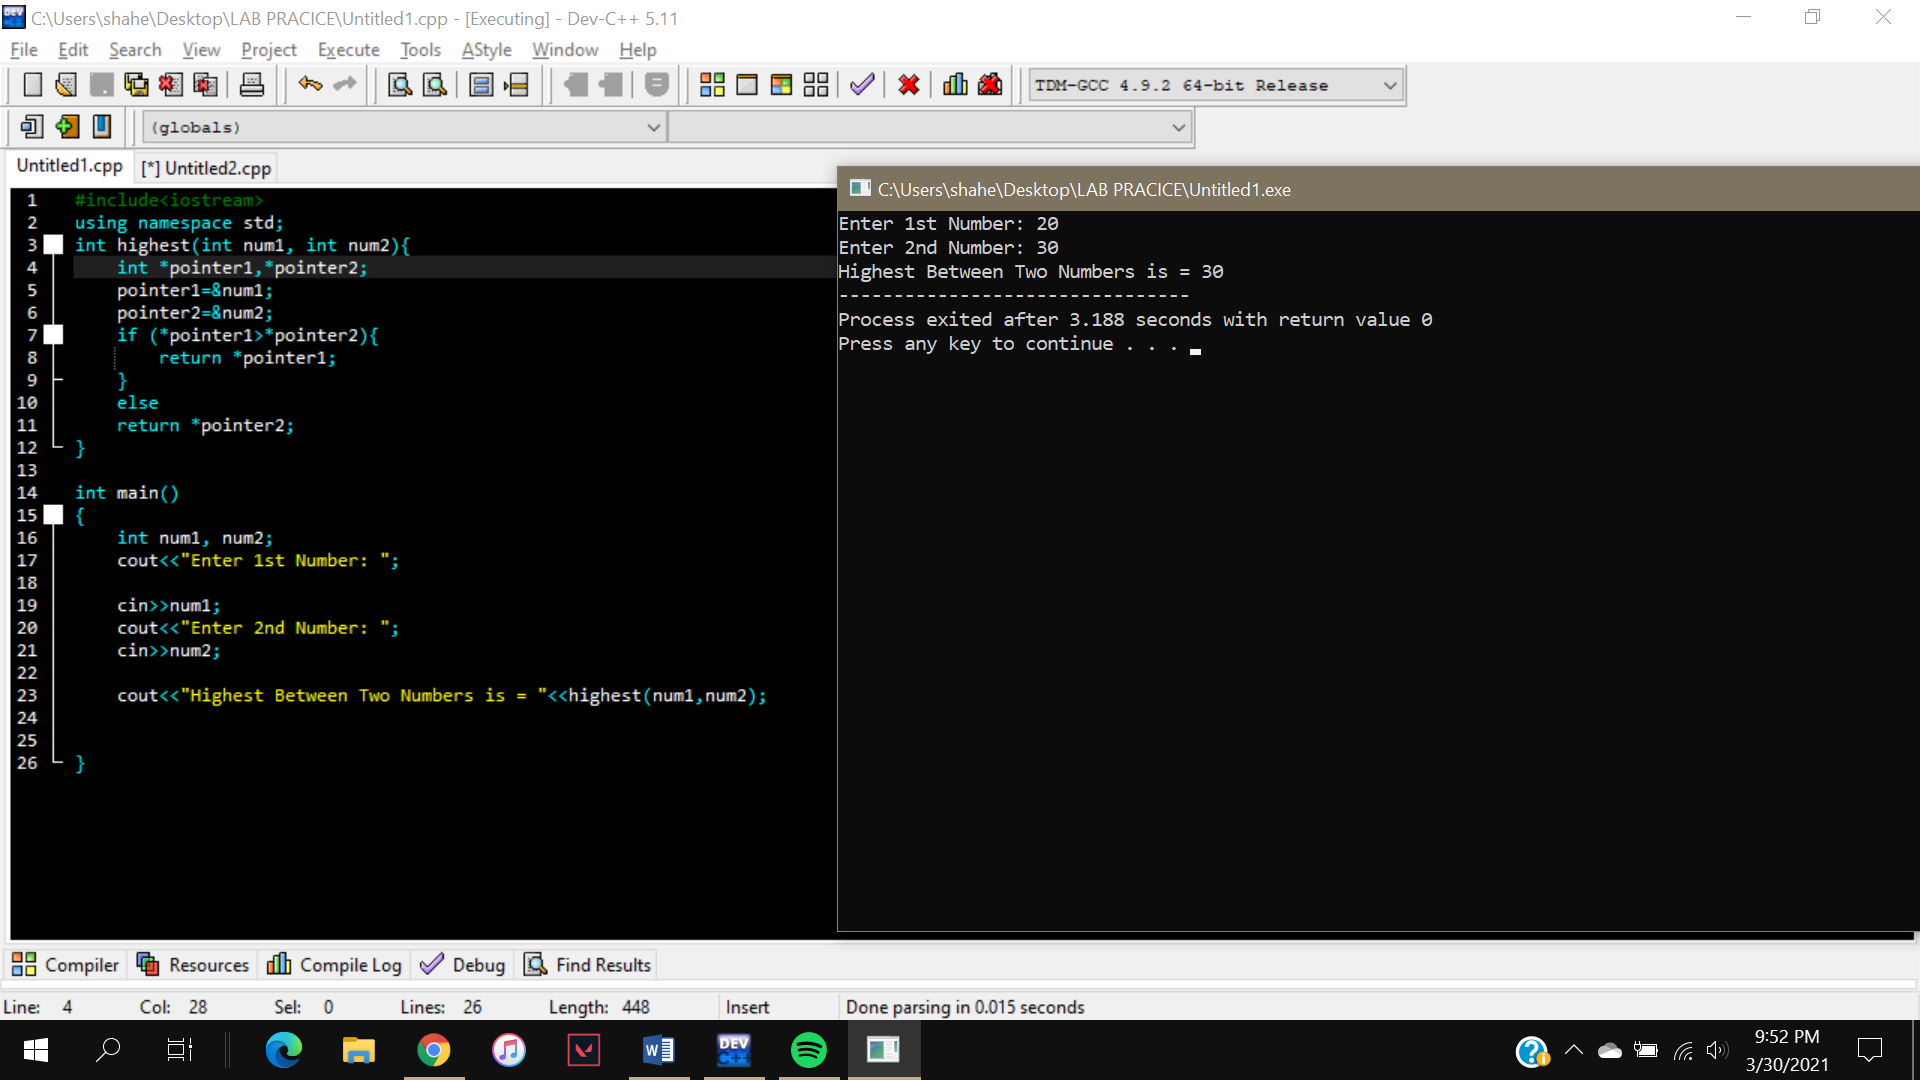 C:\Users\shahe\Desktop\LAB PRACICE\Untitled1.cpp - [Executing] - Dev-C++ 5.11
File Edit Search View Project Execute Tools AStyle Window Help
TDM-GCC 4.9.2 64-bit Release
(globals)
Untitled1.cpp [*] Untitled2.cpp
1 #include<iostream>
2 using namespace std;
3 int highest(int num1, int num2){
4 int *pointer1,*pointer2;
5 pointer1=&num1;
6 pointer2=&num2;
7 if (*pointer1>*pointer2){
8 return *pointer1;
9 }
10 else
11 return *pointer2;
12 }
13
14 int main()
15 {
16 int num1, num2;
17 cout<<"Enter 1st Number: ";
18
19 cin>>num1;
20 cout<<"Enter 2nd Number: ";
21 cin>>num2;
22
23 cout<<"Highest Between Two Numbers is = "<<highest(num1,num2);
24
25
26 }
C:\Users\shahe\Desktop\LAB PRACICE\Untitled1.exe
Enter 1st Number: 20
Enter 2nd Number: 30
Highest Between Two Numbers is = 30
--------------------------------
Process exited after 3.188 seconds with return value 0
Press any key to continue . . .
Compiler Resources Compile Log Debug Find Results
Line: 4 Col: 28 Sel: 0 Lines: 26 Length: 448 Insert Done parsing in 0.015 seconds
DEV C++
9:52 PM
3/30/2021